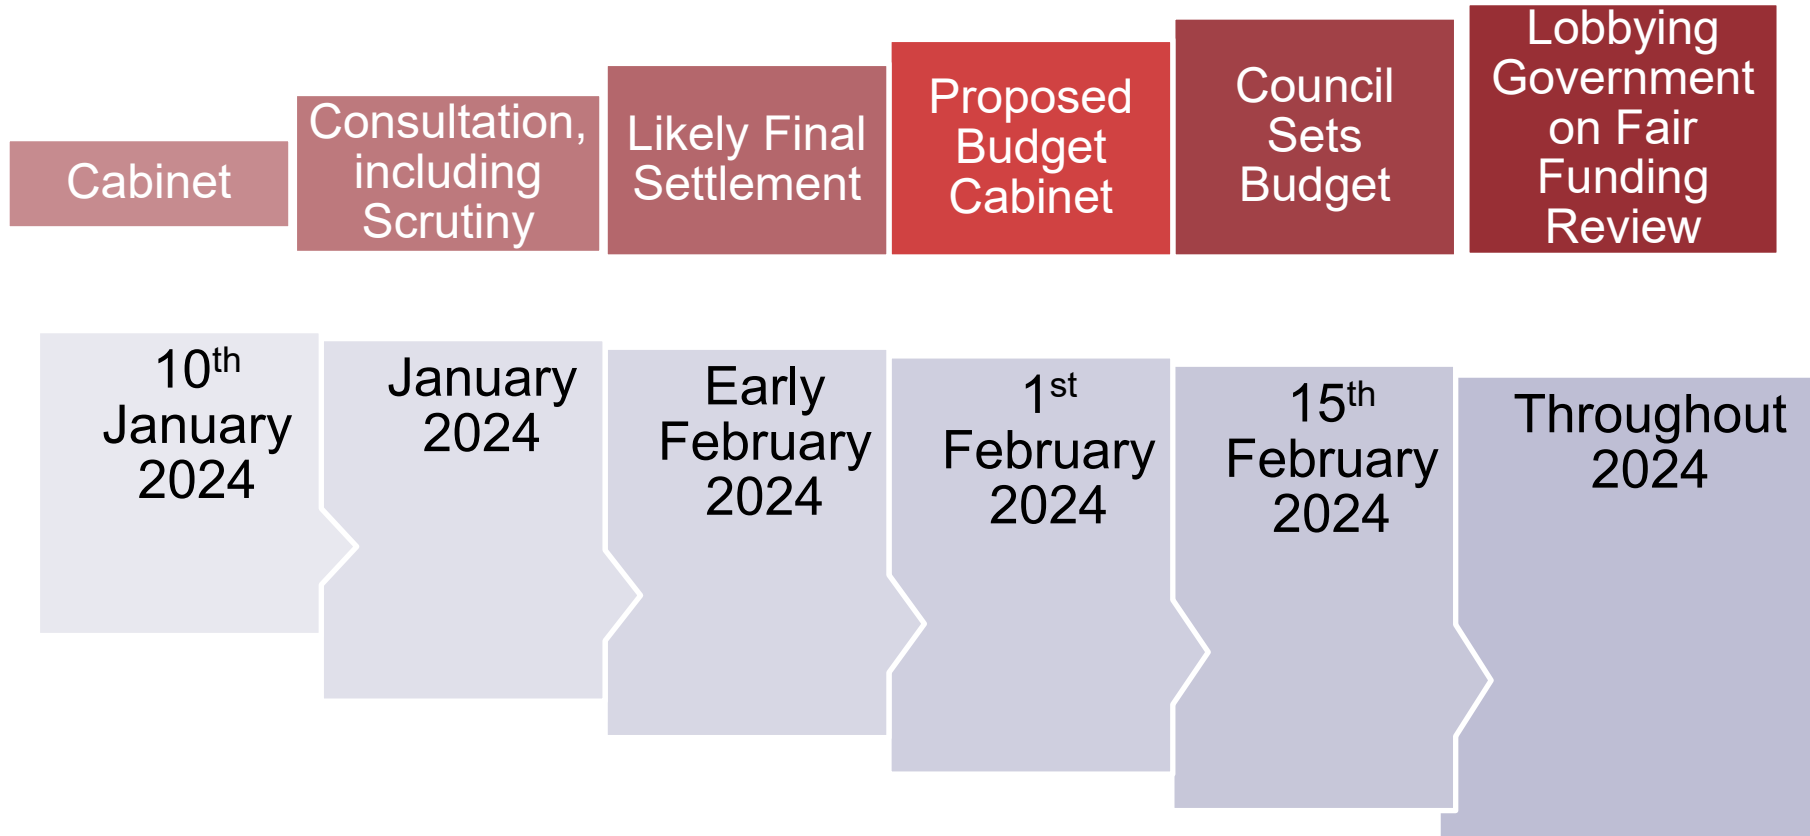 Cabinet
Consultation,
including
Scrutiny
Likely Final
Settlement
Proposed
Budget
Cabinet
Council
Sets
Budget
Lobbying
Government
on Fair
Funding
Review
10th
January
2024
January
2024
Early
February
2024
1st
February
2024
15th
February
2024
Throughout
2024